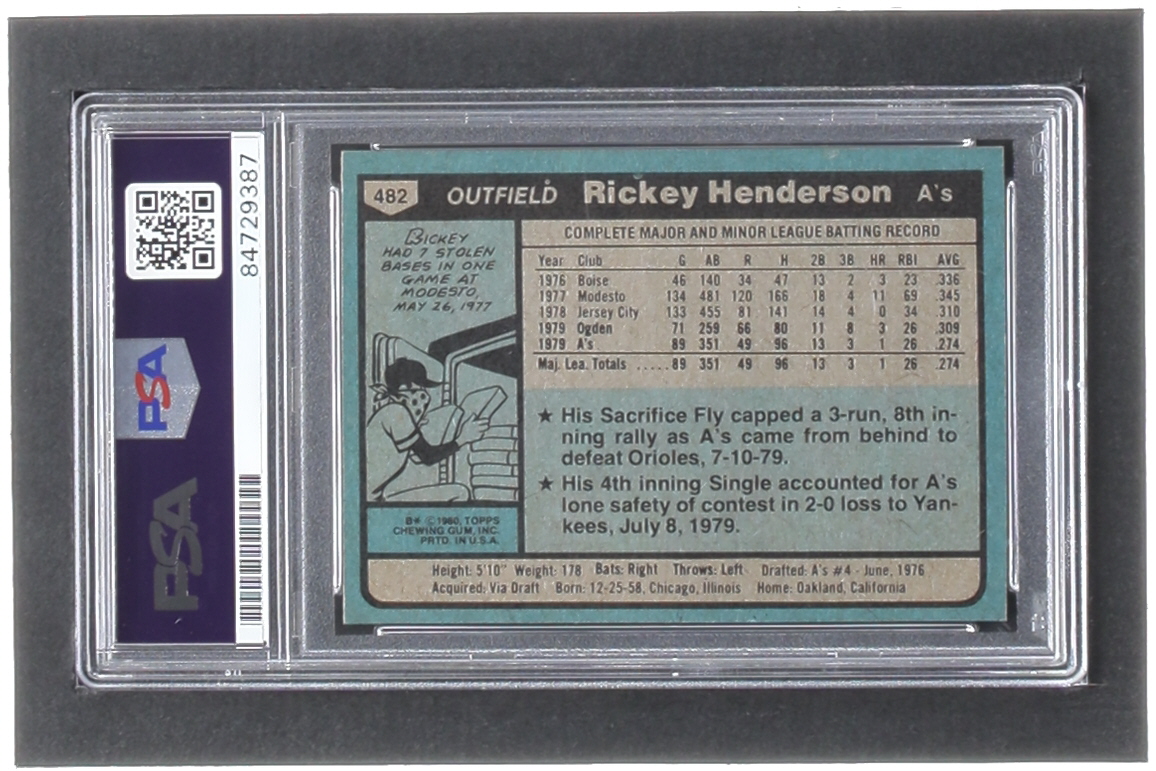 84729387
PSA
PSA
482 OUTFIELD Rickey Henderson A's
RICKEY
HAD 7 STOLEN
BASES IN ONE
GAME AT
MODESTO,
MAY 26, 1977
B* © 1980, TOPPS
CHEWING GUM, INC.
PRTD. IN U.S.A.
COMPLETE MAJOR AND MINOR LEAGUE BATTING RECORD
Year Club G AB R H 2B 3B HR RBI AVG
1976 Boise 46 140 34 47 13 2 3 23 .336
1977 Modesto 134 481 120 166 18 4 11 69 .345
1978 Jersey City 133 455 81 141 14 4 0 34 .310
1979 Ogden 71 259 66 80 11 8 3 26 .309
1979 A's 89 351 49 96 13 3 1 26 .274
Maj. Lea. Totals .....89 351 49 96 13 3 1 26 .274
★ His Sacrifice Fly capped a 3-run, 8th in-
ning rally as A's came from behind to
defeat Orioles, 7-10-79.
★ His 4th inning Single accounted for A's
lone safety of contest in 2-0 loss to Yan-
kees, July 8, 1979.
Height: 5'10" Weight: 178 Bats: Right Throws: Left Drafted: A's #4 - June, 1976
Acquired: Via Draft Born: 12-25-58, Chicago, Illinois Home: Oakland, California